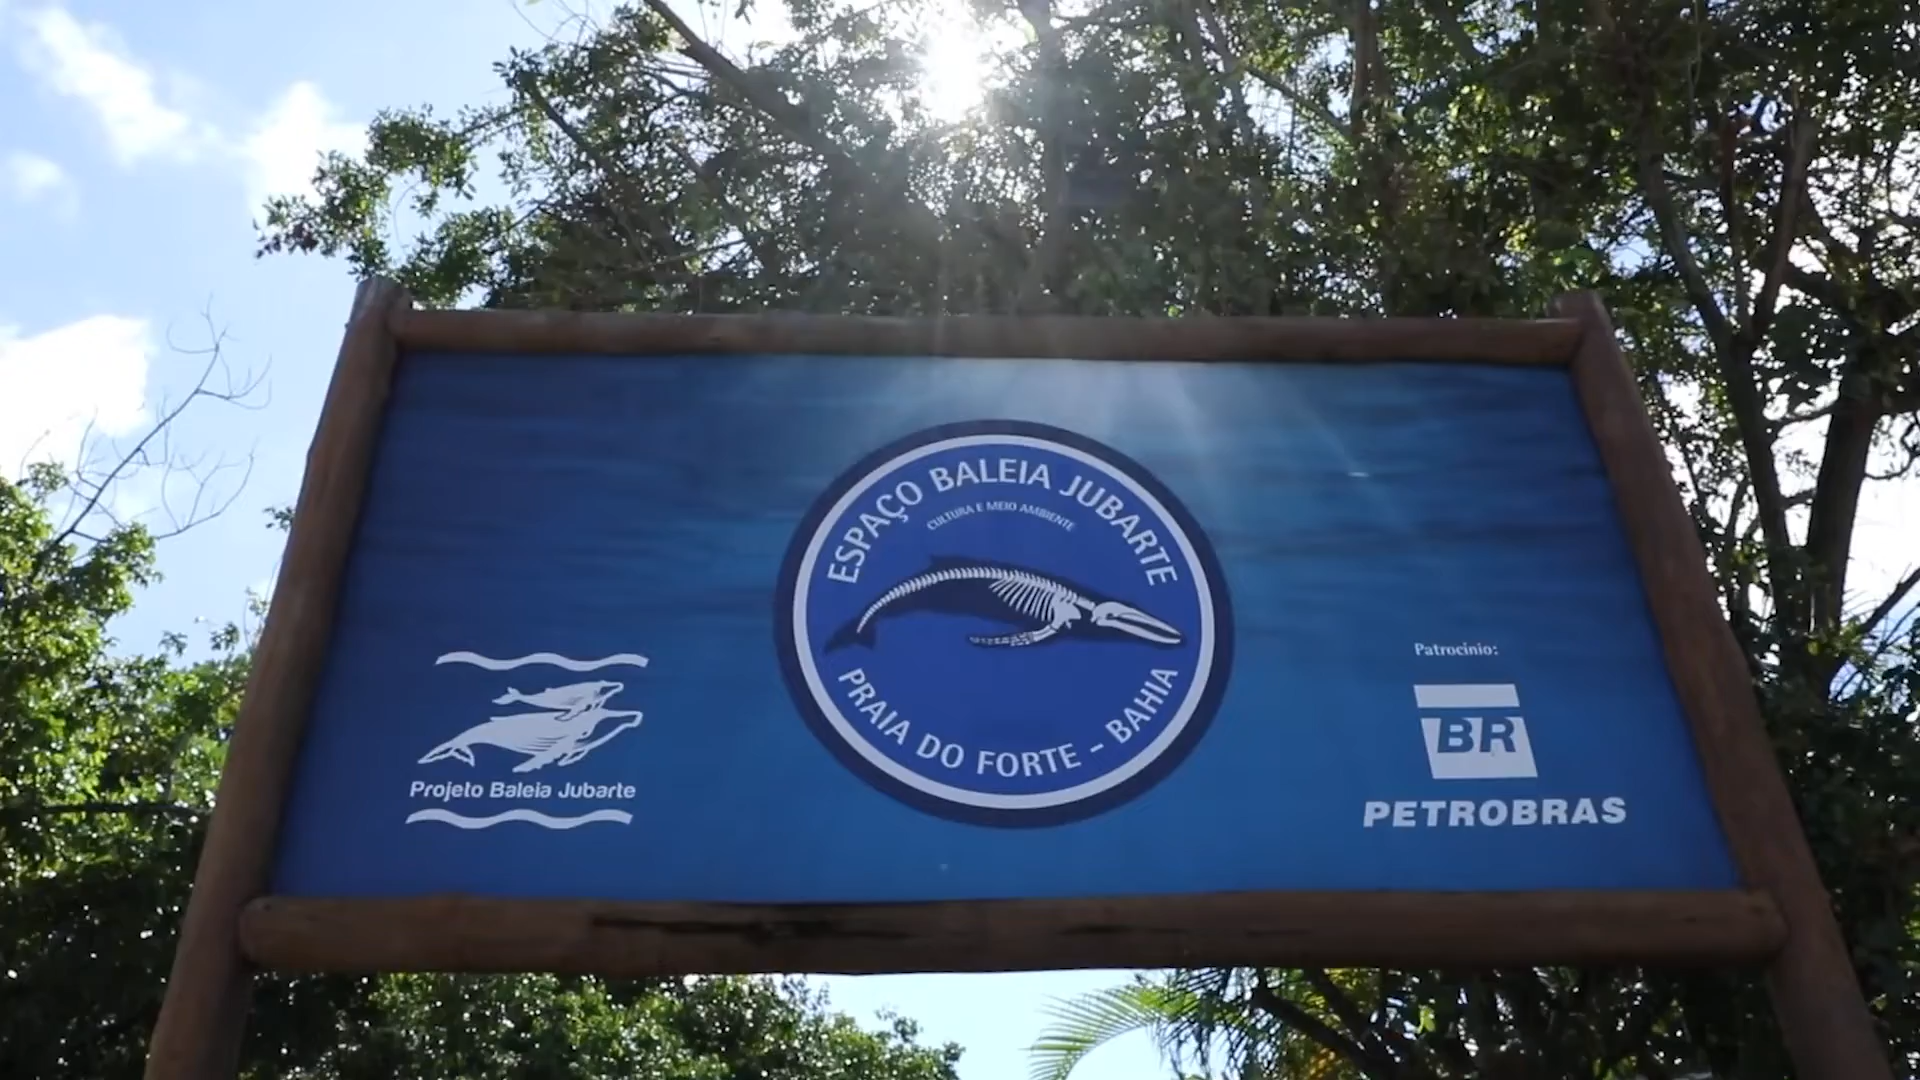 ESPAÇO BALEIA JUBARTE
CULTURA E MEIO AMBIENTE
PRAIA DO FORTE - BAHIA
Projeto Baleia Jubarte
Patrocínio:
BR
PETROBRAS